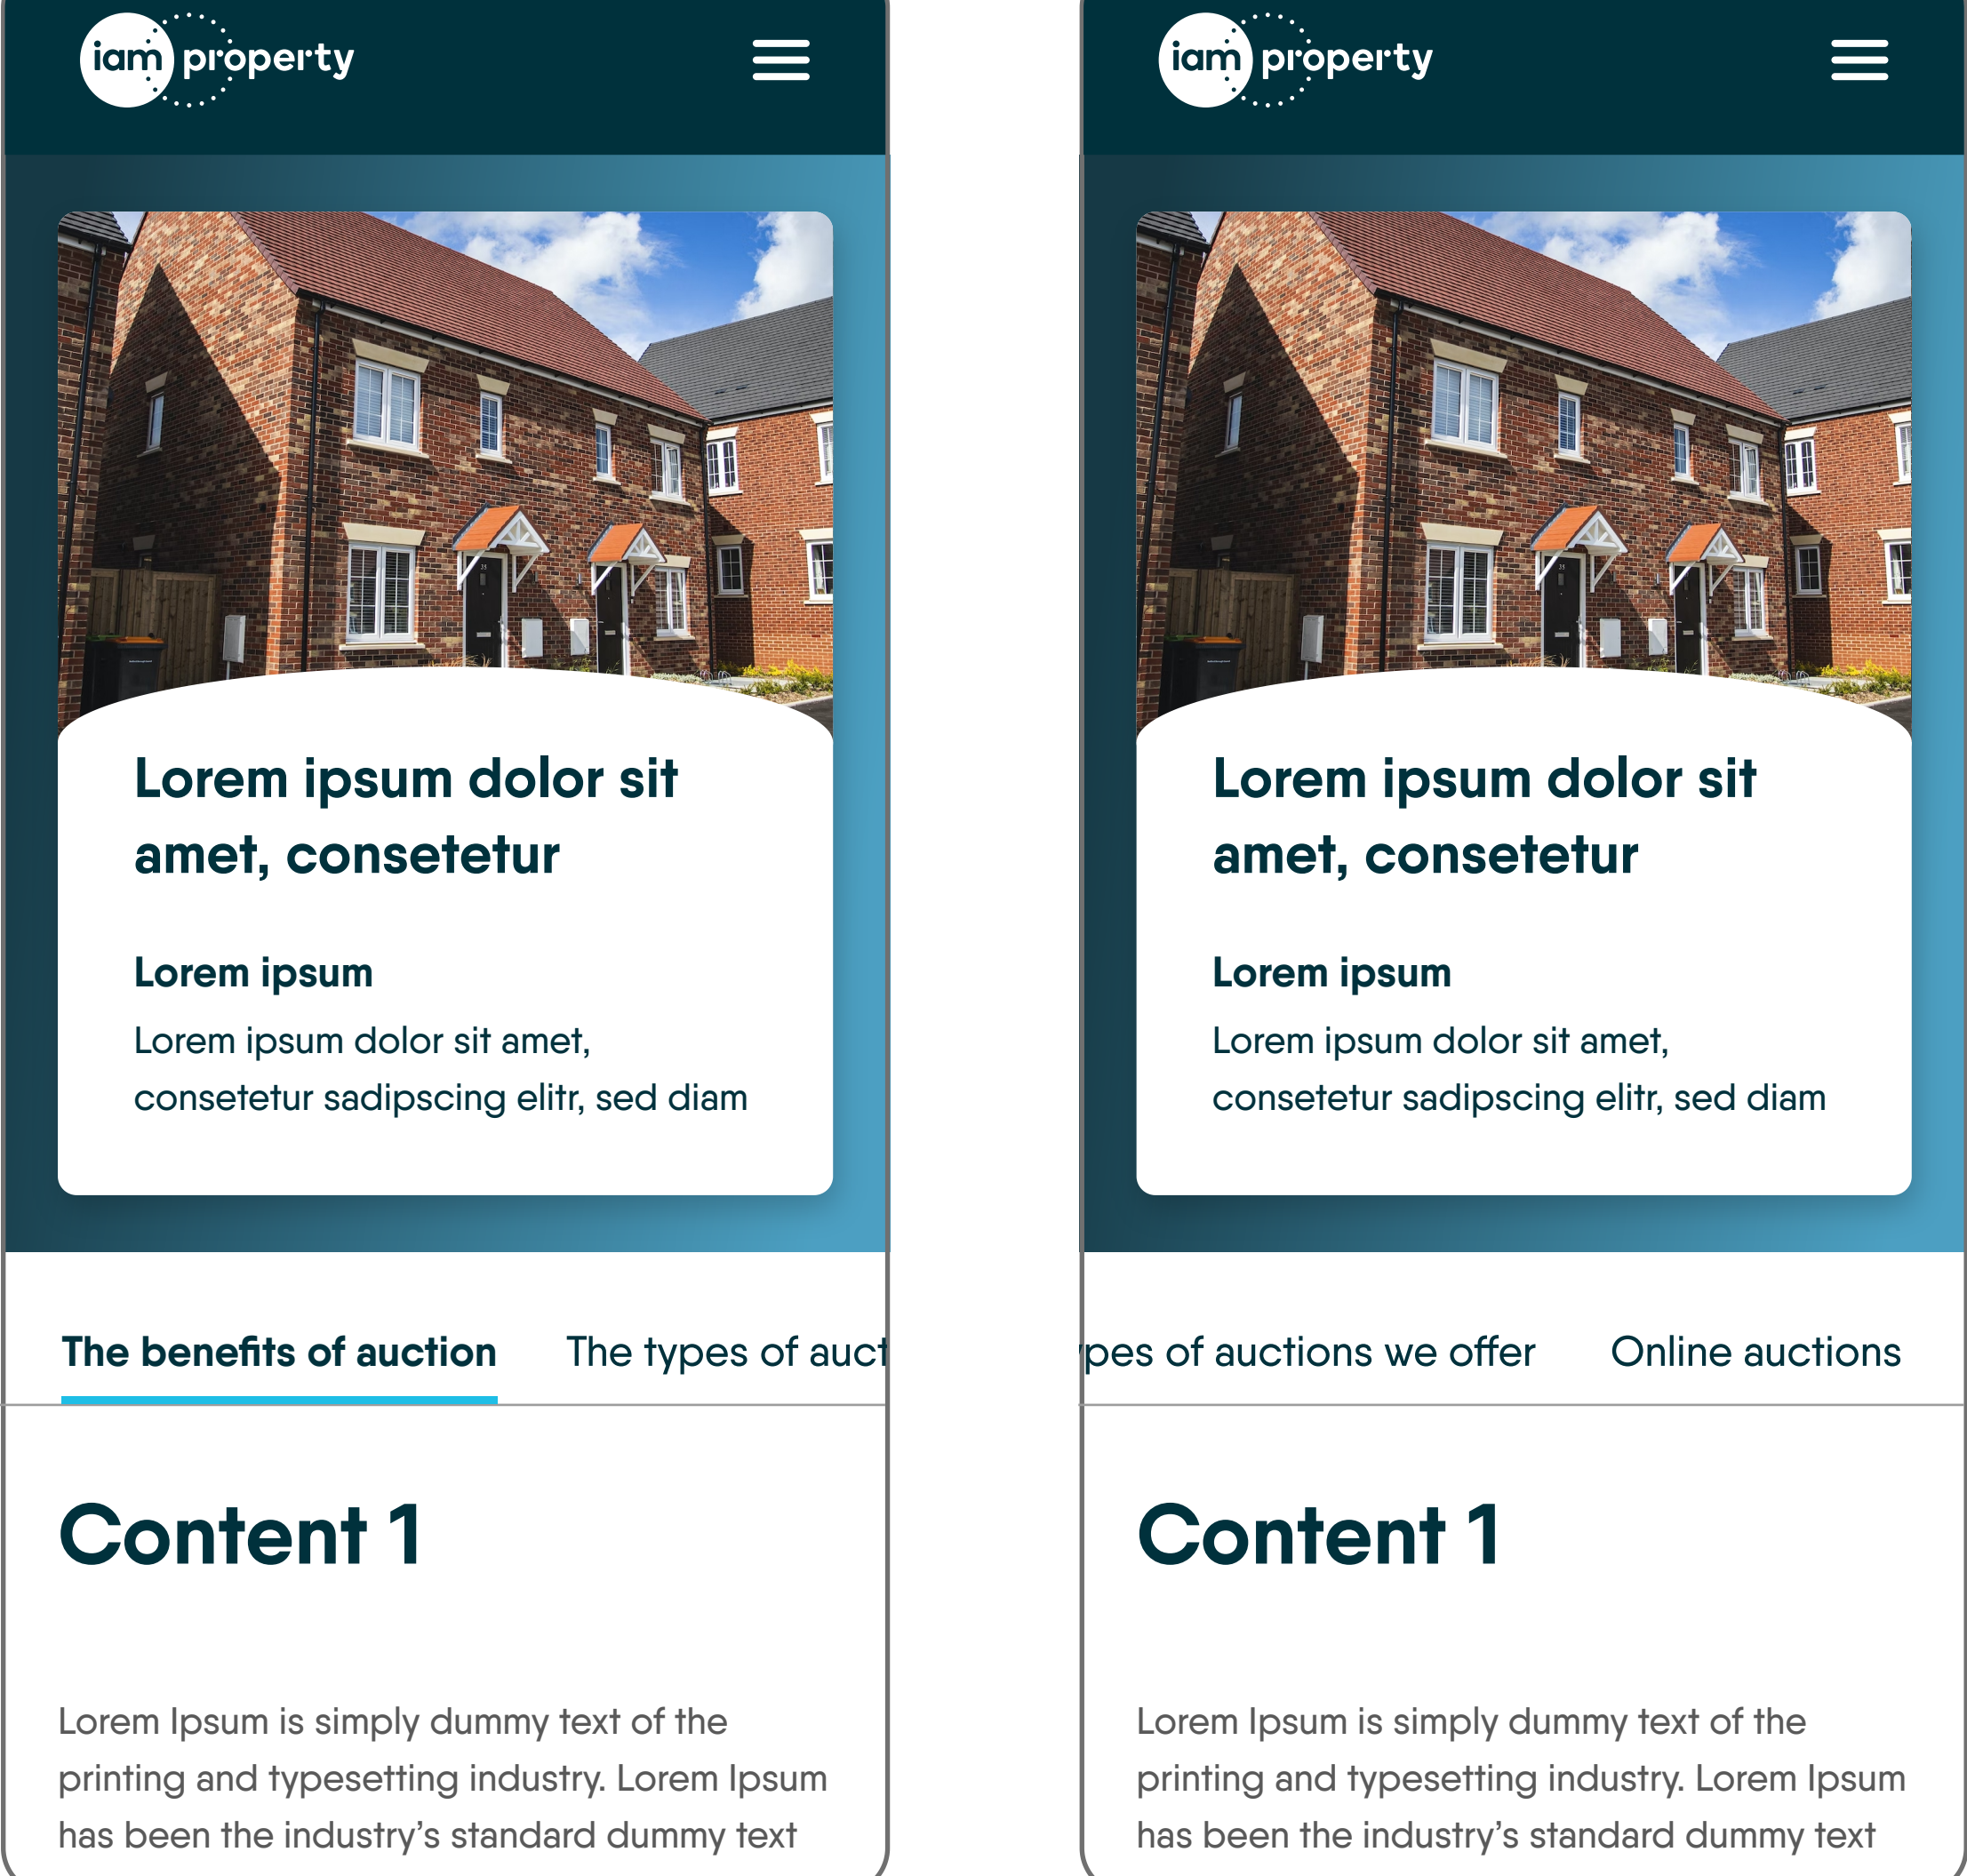 iam property
Lorem ipsum dolor sit
amet, consetetur
Lorem ipsum
Lorem ipsum dolor sit amet,
consetetur sadipscing elitr, sed diam
The benefits of auction
The types of auct
Content 1
Lorem Ipsum is simply dummy text of the
printing and typesetting industry. Lorem Ipsum
has been the industry’s standard dummy text
iam property
Lorem ipsum dolor sit
amet, consetetur
Lorem ipsum
Lorem ipsum dolor sit amet,
consetetur sadipscing elitr, sed diam
pes of auctions we offer
Online auctions
Content 1
Lorem Ipsum is simply dummy text of the
printing and typesetting industry. Lorem Ipsum
has been the industry’s standard dummy text